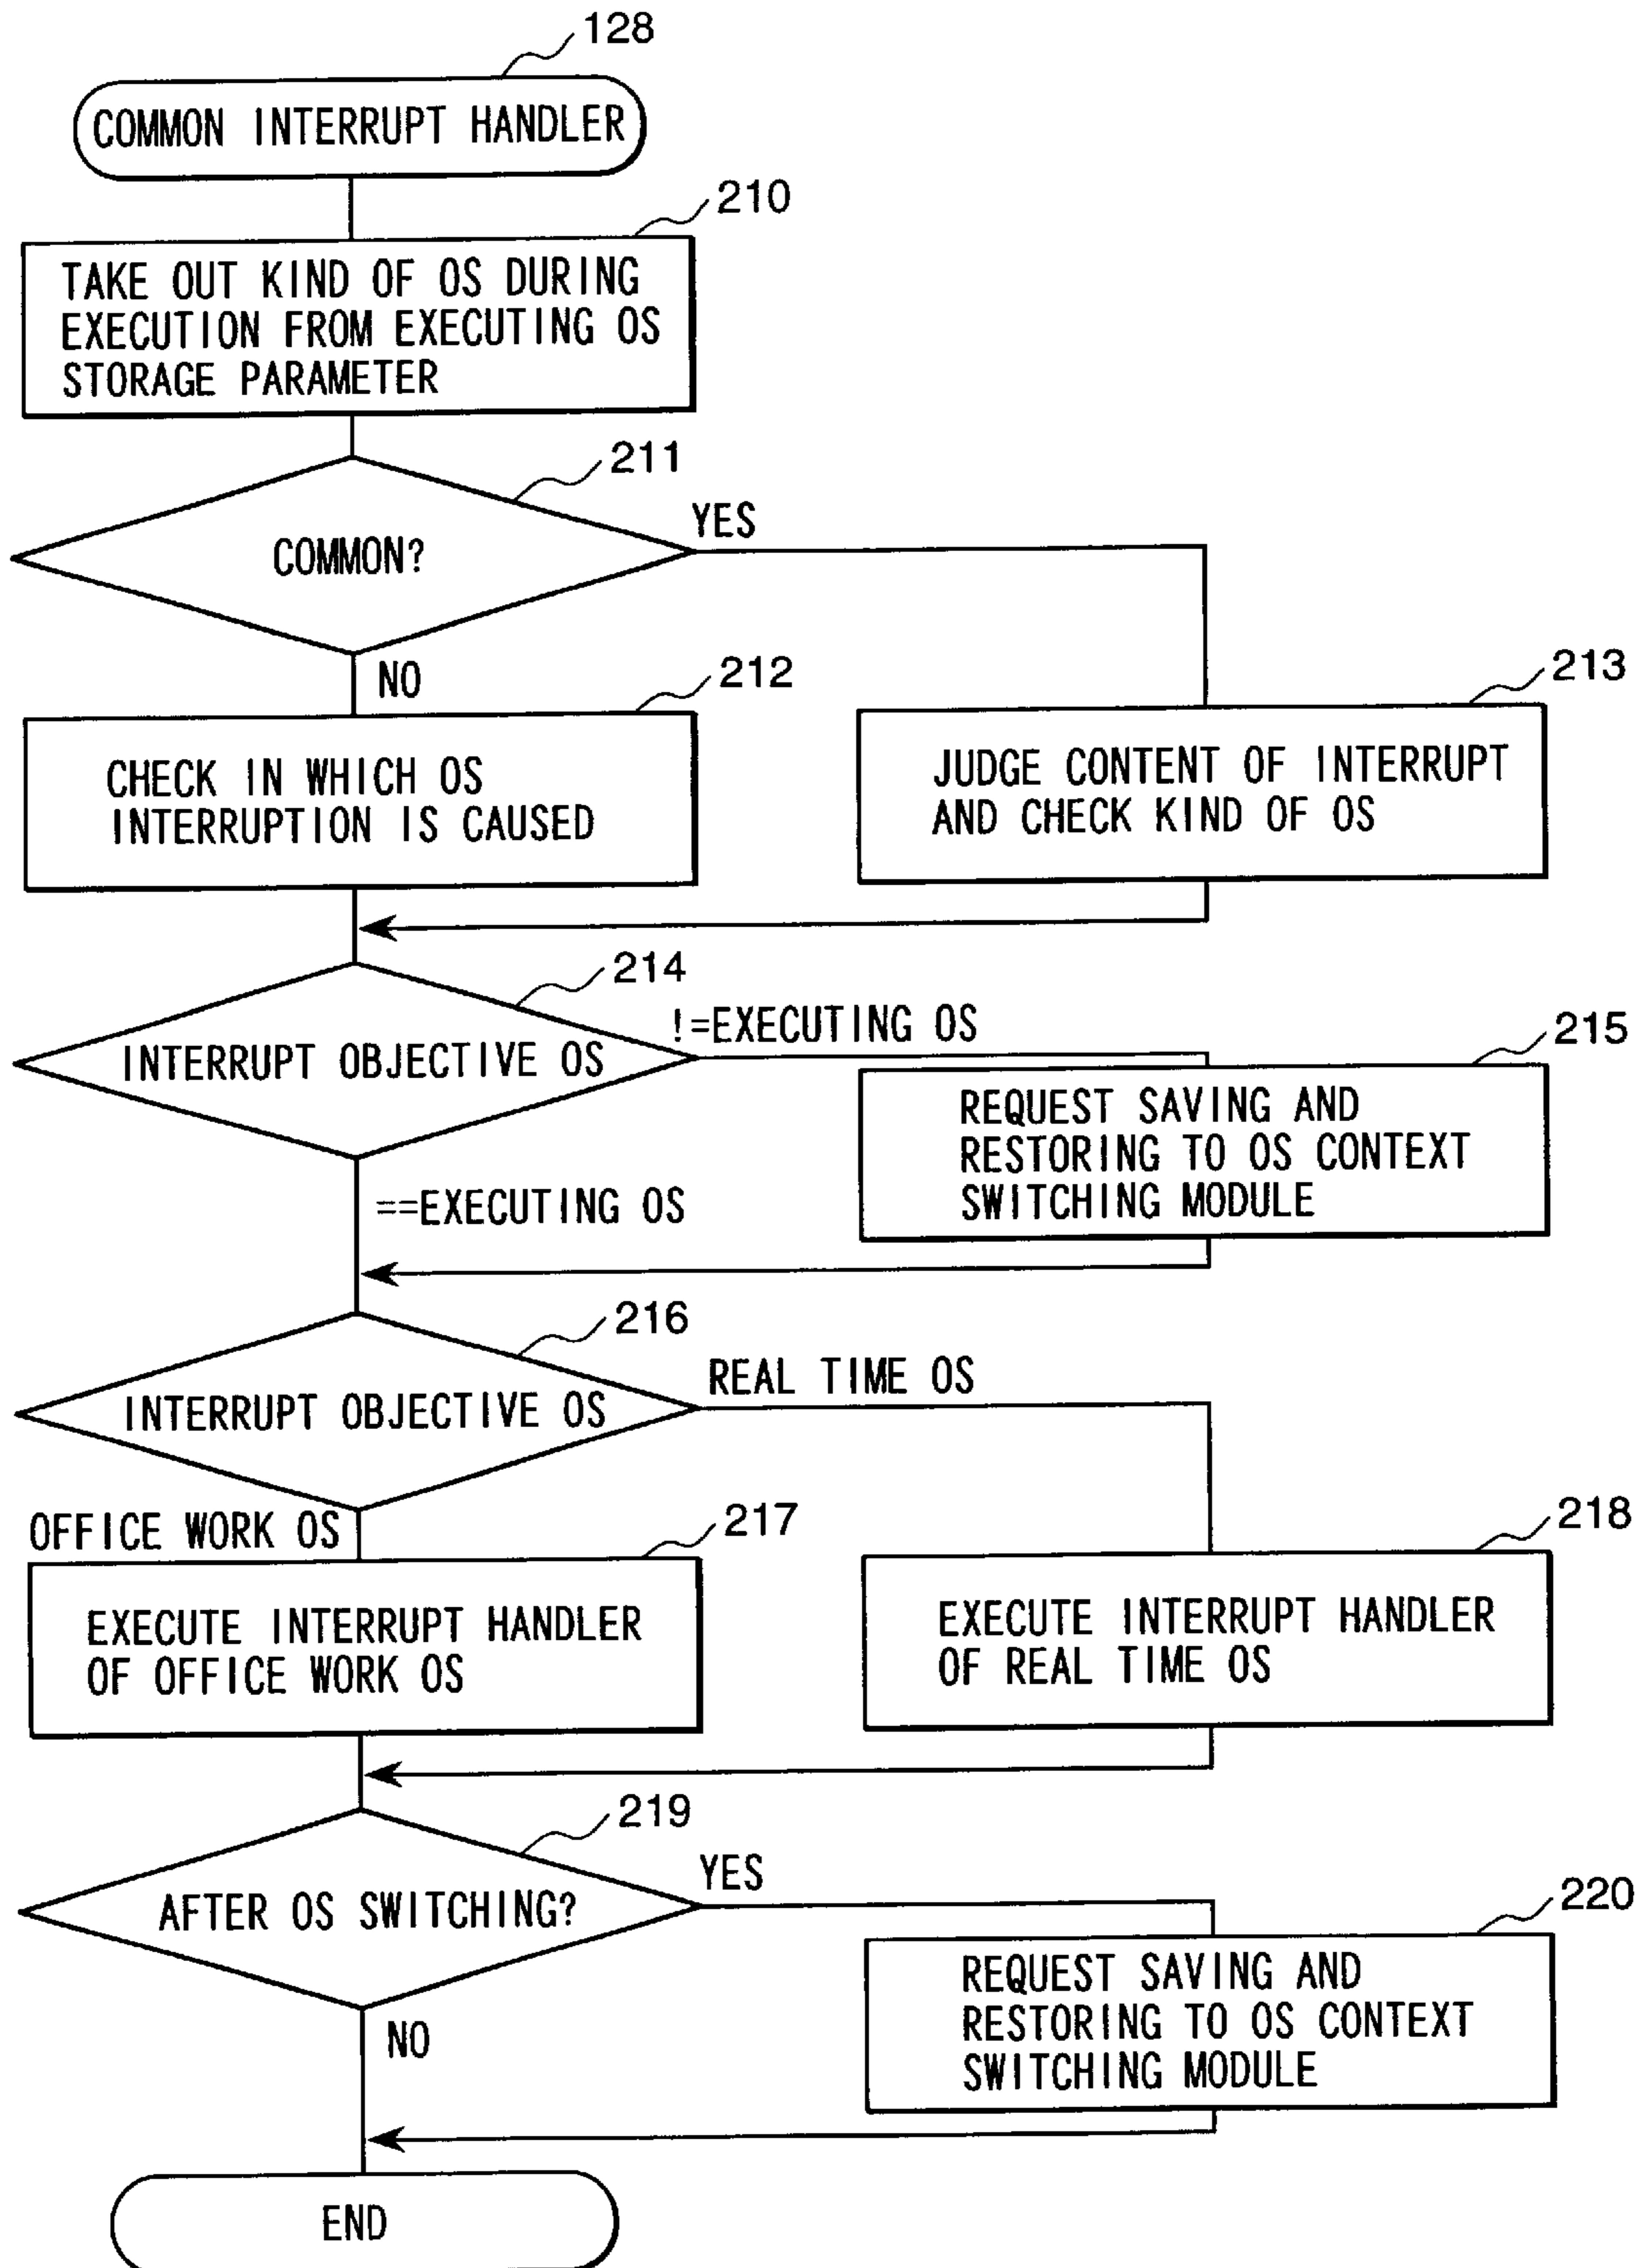 128
COMMON INTERRUPT HANDLER
210
TAKE OUT KIND OF OS DURING
EXECUTION FROM EXECUTING OS
STORAGE PARAMETER
211
COMMON?
YES
NO
212
CHECK IN WHICH OS
INTERRUPTION IS CAUSED
213
JUDGE CONTENT OF INTERRUPT
AND CHECK KIND OF OS
214
INTERRUPT OBJECTIVE OS
!=EXECUTING OS
==EXECUTING OS
215
REQUEST SAVING AND
RESTORING TO OS CONTEXT
SWITCHING MODULE
216
INTERRUPT OBJECTIVE OS
REAL TIME OS
OFFICE WORK OS
217
EXECUTE INTERRUPT HANDLER
OF OFFICE WORK OS
218
EXECUTE INTERRUPT HANDLER
OF REAL TIME OS
219
AFTER OS SWITCHING?
YES
NO
220
REQUEST SAVING AND
RESTORING TO OS CONTEXT
SWITCHING MODULE
END